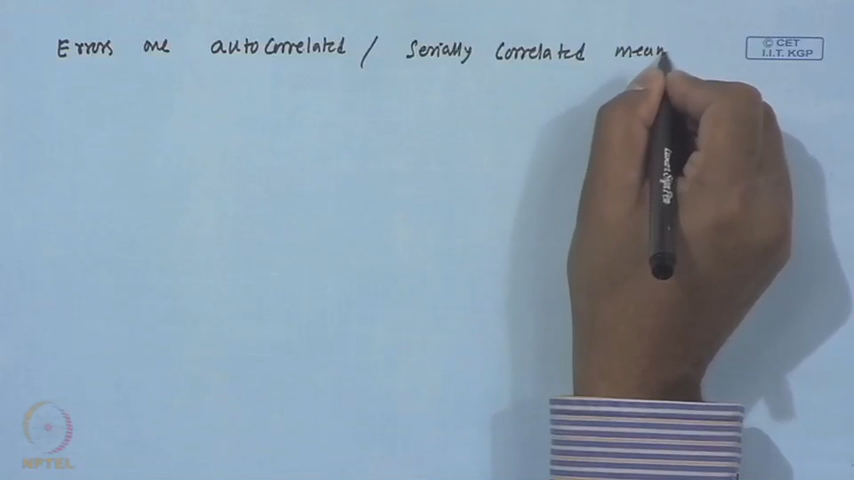 Errors are autocorrelated / serially correlated mean
© CET
I.I.T. KGP
NPTEL